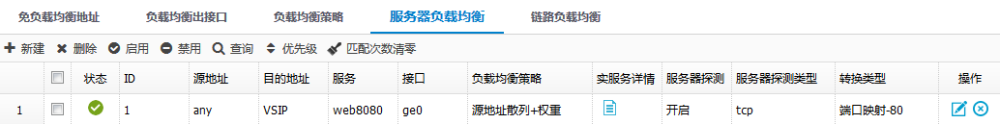 免负载均衡地址 负载均衡出接口 负载均衡策略 服务器负载均衡 链路负载均衡
新建 删除 启用 禁用 查询 优先级 匹配次数清零
状态 ID 源地址 目的地址 服务 接口 负载均衡策略 实服务详情 服务器探测 服务器探测类型 转换类型 操作
1 1 any VSIP web8080 ge0 源地址散列+权重 开启 tcp 端口映射-80